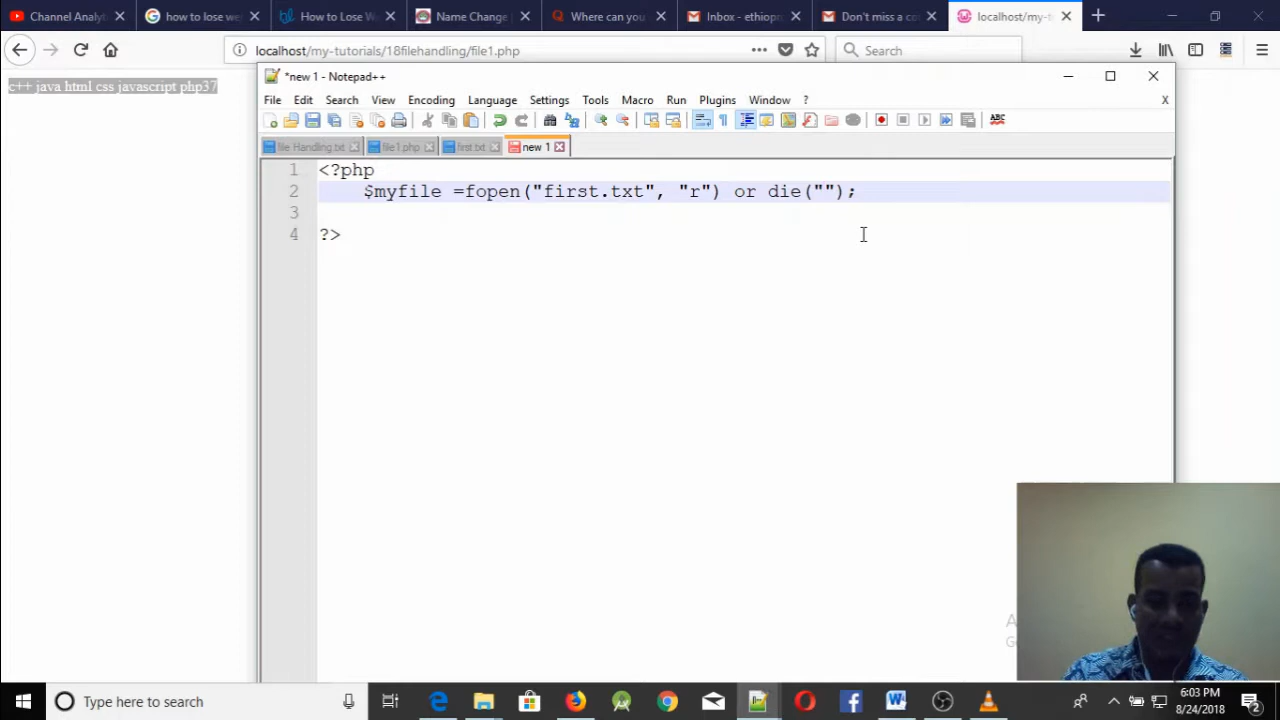 Channel Analyt
how to lose we
How to Lose W
Name Change |
Where can you
Inbox - ethiopro
Don't miss a co
localhost/my-t
localhost/my-tutorials/18filehandling/file1.php
Search
c++ java html css javascript php37
*new 1 - Notepad++
File Edit Search View Encoding Language Settings Tools Macro Run Plugins Window ?
X
file Handling.txt
file1.php
first.txt
new 1
1 <?php
2 $myfile =fopen("first.txt", "r") or die("");
3
4 ?>
Type here to search
6:03 PM
8/24/2018
2